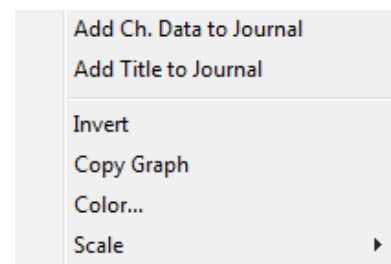 Add Ch. Data to Journal
Add Title to Journal
Invert
Copy Graph
Color...
Scale